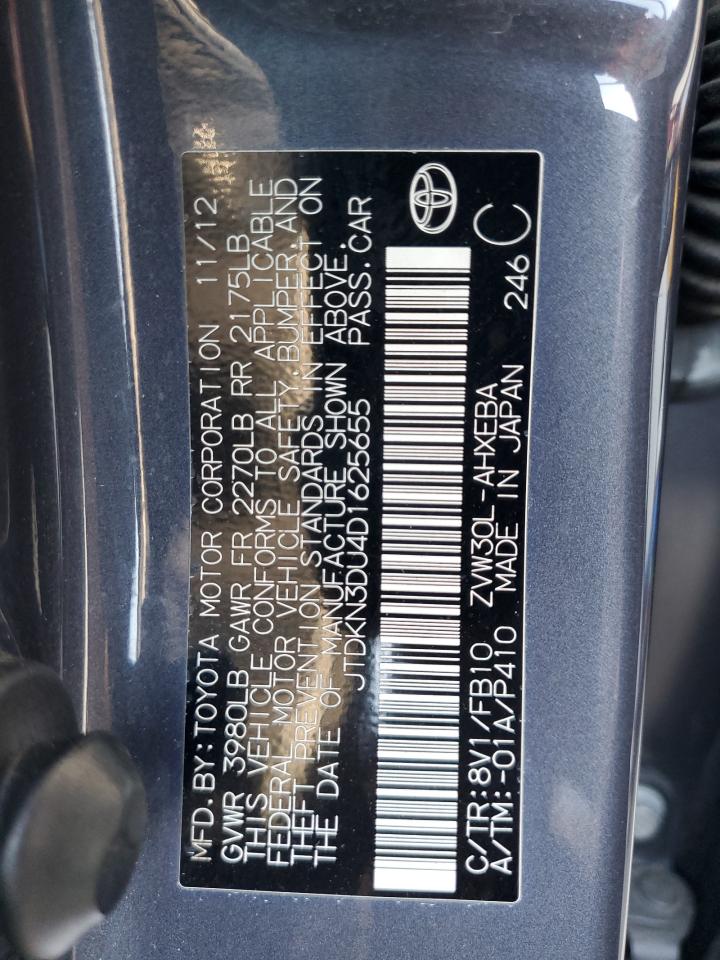 MFD. BY: TOYOTA MOTOR CORPORATION 11/12
GVWR 3980LB GAWR FR 2270LB RR 2175LB
THIS VEHICLE CONFORMS TO ALL APPLICABLE
FEDERAL MOTOR VEHICLE SAFETY, BUMPER, AND
THEFT PREVENTION STANDARDS IN EFFECT ON
THE DATE OF MANUFACTURE SHOWN ABOVE.
JTDKN3DU4D1625655 PASS. CAR
C/TR: 8V1/FB10 ZVW30L-AHXEBA 246
A/TM: -01A/P410 MADE IN JAPAN C